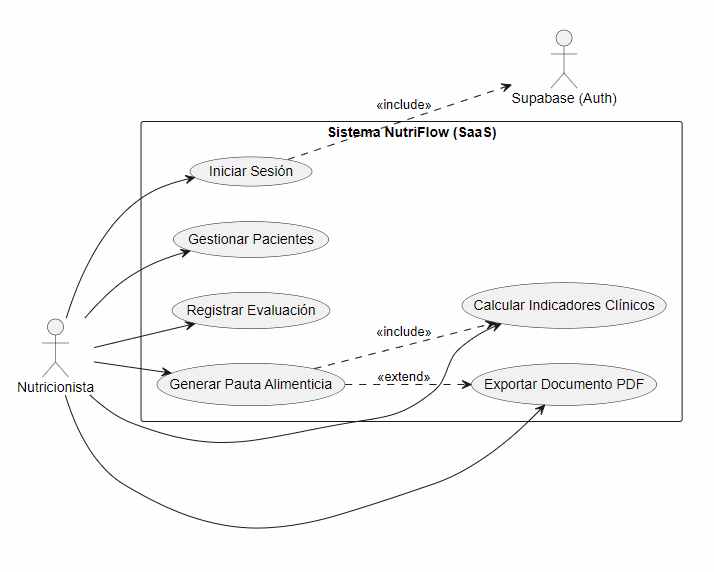 Supabase (Auth)
«include»
Sistema NutriFlow (SaaS)
Iniciar Sesión
Gestionar Pacientes
Registrar Evaluación
Calcular Indicadores Clínicos
«include»
Nutricionista
Generar Pauta Alimenticia
«extend»
Exportar Documento PDF